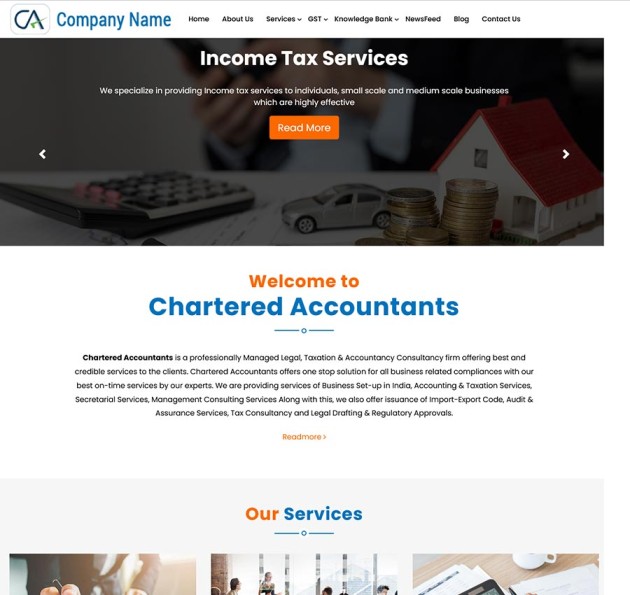 CA Company Name
Home About Us Services GST Knowledge Bank NewsFeed Blog Contact Us
Income Tax Services
We specialize in providing Income tax services to individuals, small scale and medium scale businesses
which are highly effective
Read More
Welcome to
Chartered Accountants
Chartered Accountants is a professionally Managed Legal, Taxation & Accountancy Consultancy firm offering best and
credible services to the clients. Chartered Accountants offers one stop solution for all business related compliances with our
best on-time services by our experts. We are providing services of Business Set-up in India, Accounting & Taxation Services,
Secretarial Services, Management Consulting Services Along with this, we also offer issuance of Import-Export Code, Audit &
Assurance Services, Tax Consultancy and Legal Drafting & Regulatory Approvals.
Readmore >
Our Services